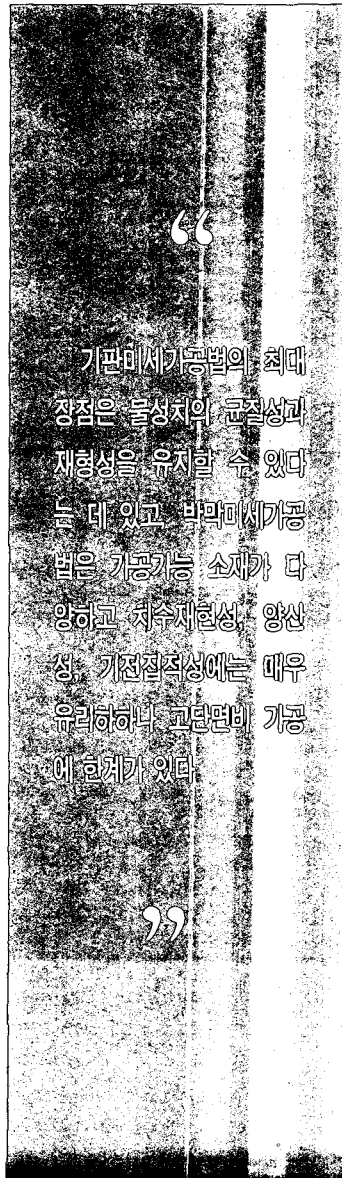 “
기판미세가공법의 최대
장점은 물성치의 균질성과
재형성을 유지할 수 있다
는 데 있고, 박막미세가공
법은 가공가능 소재가 다
양하고 치수재현성, 양산
성, 기전집적성에는 매우
유리하나 고단면비 가공
에 한계가 있다
”